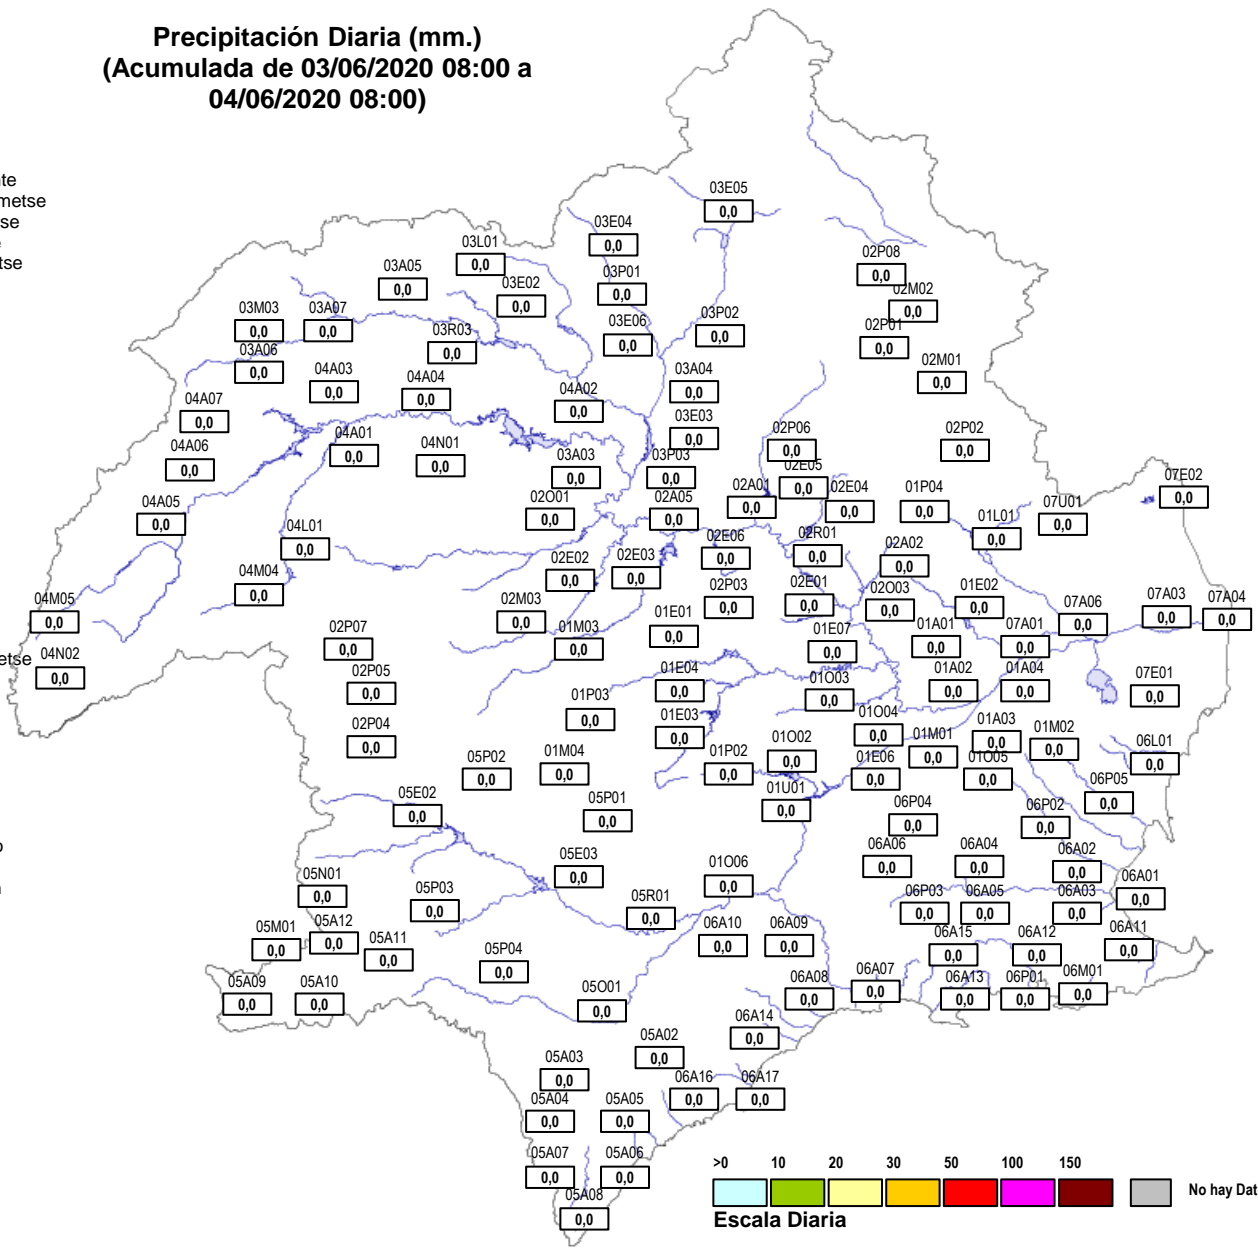 Precipitación Diaria (mm.)
(Acumulada de 03/06/2020 08:00 a
04/06/2020 08:00)
te
metse
se
tse
etse
03E05
0,0
03E04
0,0
03L01
0,0
02P08
0,0
03A05
0,0
03P01
0,0
03E02
0,0
02M02
0,0
03M03
0,0
03A07
0,0
03P02
0,0
03E06
0,0
03R03
0,0
02P01
0,0
03A06
0,0
02M01
0,0
04A03
0,0
04A04
0,0
03A04
0,0
04A02
0,0
04A07
0,0
03E03
0,0
02P06
0,0
02P02
0,0
04A01
0,0
04N01
0,0
04A06
0,0
03A03
0,0
03P03
0,0
02E05
0,0
07E02
0,0
02A01
0,0
02E04
0,0
01P04
0,0
04A05
0,0
02O01
0,0
02A05
0,0
07U01
0,0
01L01
0,0
04L01
0,0
02E06
0,0
02R01
0,0
02A02
0,0
02E02
0,0
02E03
0,0
04M04
0,0
02P03
0,0
02E01
0,0
02O03
0,0
01E02
0,0
07A03
0,0
07A04
0,0
04M05
0,0
02M03
0,0
01E01
0,0
07A06
0,0
02P07
0,0
01M03
0,0
01E07
0,0
01A01
0,0
07A01
0,0
04N02
0,0
02P05
0,0
01E04
0,0
01O03
0,0
01A02
0,0
01A04
0,0
07E01
0,0
01P03
0,0
01E03
0,0
01O04
0,0
01A03
0,0
01M02
0,0
02P04
0,0
01M01
0,0
06L01
0,0
05P02
0,0
01M04
0,0
01P02
0,0
01O02
0,0
01E06
0,0
01O05
0,0
05E02
0,0
05P01
0,0
01U01
0,0
06P04
0,0
06P02
0,0
06P05
0,0
05E03
0,0
01O06
0,0
06A06
0,0
06A04
0,0
06A02
0,0
05N01
0,0
05P03
0,0
05R01
0,0
06P03
0,0
06A05
0,0
06A03
0,0
06A01
0,0
05M01
0,0
05A12
0,0
05A11
0,0
05P04
0,0
06A10
0,0
06A09
0,0
06A15
0,0
06A12
0,0
06A11
0,0
05A09
0,0
05A10
0,0
05O01
0,0
06A08
0,0
06A07
0,0
06A13
0,0
06P01
0,0
06M01
0,0
06A14
0,0
05A02
0,0
05A03
0,0
06A16
0,0
06A17
0,0
05A04
0,0
05A05
0,0
05A07
0,0
05A06
0,0
05A08
0,0
>0 10 20 30 50 100 150
No hay Dat
Escala Diaria